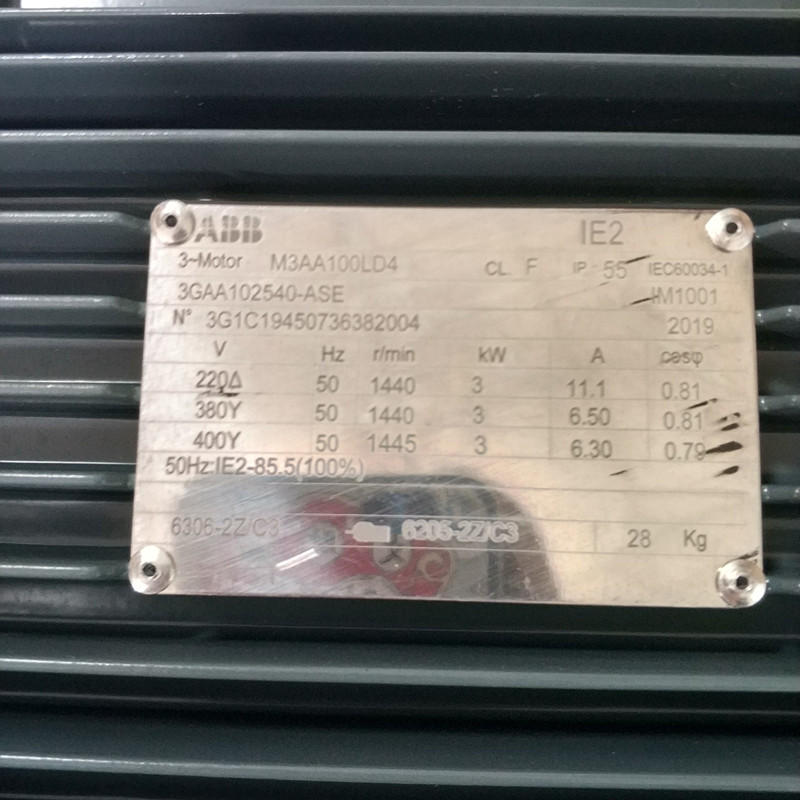 ABB IE2
3~Motor M3AA100LD4 CL. F IP 55 IEC60034-1
3GAA102540-ASE IM1001
N° 3G1C19450736382004 2019
V Hz r/min kW A cosφ
220Δ 50 1440 3 11.1 0.81
380Y 50 1440 3 6.50 0.81
400Y 50 1445 3 6.30 0.79
50Hz:IE2-85.5(100%)
6306-2Z/C3 6205-2Z/C3 28 Kg